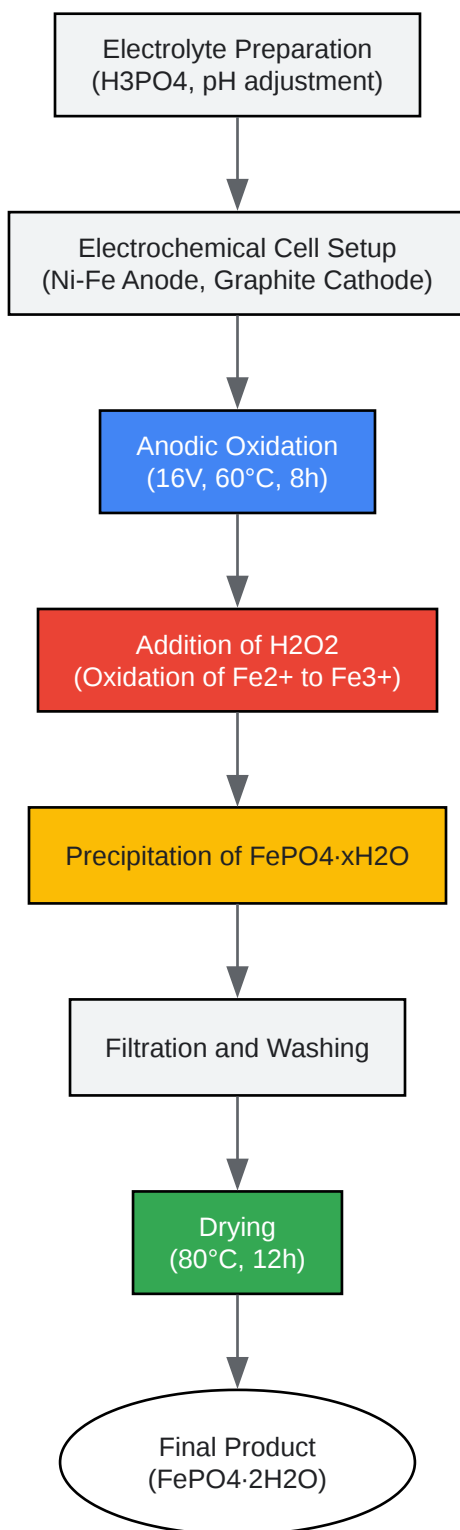 Electrolyte Preparation
(H3PO4, pH adjustment)
Electrochemical Cell Setup
(Ni-Fe Anode, Graphite Cathode)
Anodic Oxidation
(16V, 60°C, 8h)
Addition of H2O2
(Oxidation of Fe2+ to Fe3+)
Precipitation of FePO4·xH2O
Filtration and Washing
Drying
(80°C, 12h)
Final Product
(FePO4·2H2O)